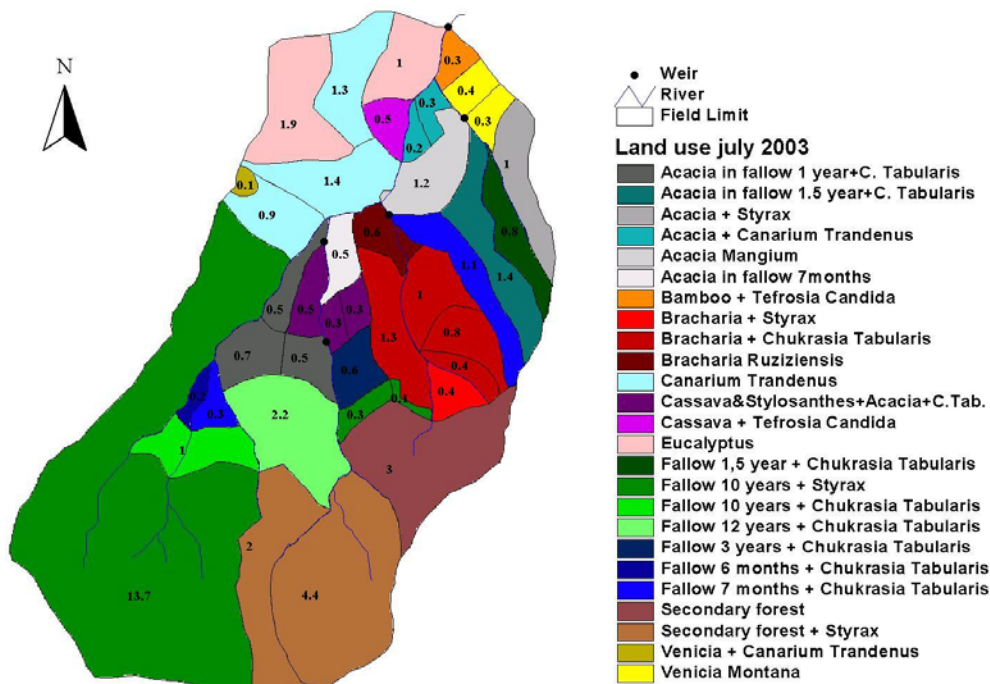 N
1
0.3
0.4
1.3
0.3
0.5
0.3
1.9
0.2
1
0.1
1.4
1.2
0.9
0.6
0.8
0.5
1.1
1.4
1
0.5
0.5
0.3
0.3
0.8
1.3
0.7
0.5
0.6
0.4
0.2
0.1
0.4
0.3
2.2
0.3
1
3
2
13.7
4.4
Weir
River
Field Limit
Land use july 2003
Acacia in fallow 1 year+C. Tabularis
Acacia in fallow 1.5 year+C. Tabularis
Acacia + Styrax
Acacia + Canarium Trandenus
Acacia Mangium
Acacia in fallow 7months
Bamboo + Tefrosia Candida
Bracharia + Styrax
Bracharia + Chukrasia Tabularis
Bracharia Ruziziensis
Canarium Trandenus
Cassava&Stylosanthes+Acacia+C.Tab.
Cassava + Tefrosia Candida
Eucalyptus
Fallow 1,5 year + Chukrasia Tabularis
Fallow 10 years + Styrax
Fallow 10 years + Chukrasia Tabularis
Fallow 12 years + Chukrasia Tabularis
Fallow 3 years + Chukrasia Tabularis
Fallow 6 months + Chukrasia Tabularis
Fallow 7 months + Chukrasia Tabularis
Secondary forest
Secondary forest + Styrax
Venicia + Canarium Trandenus
Venicia Montana